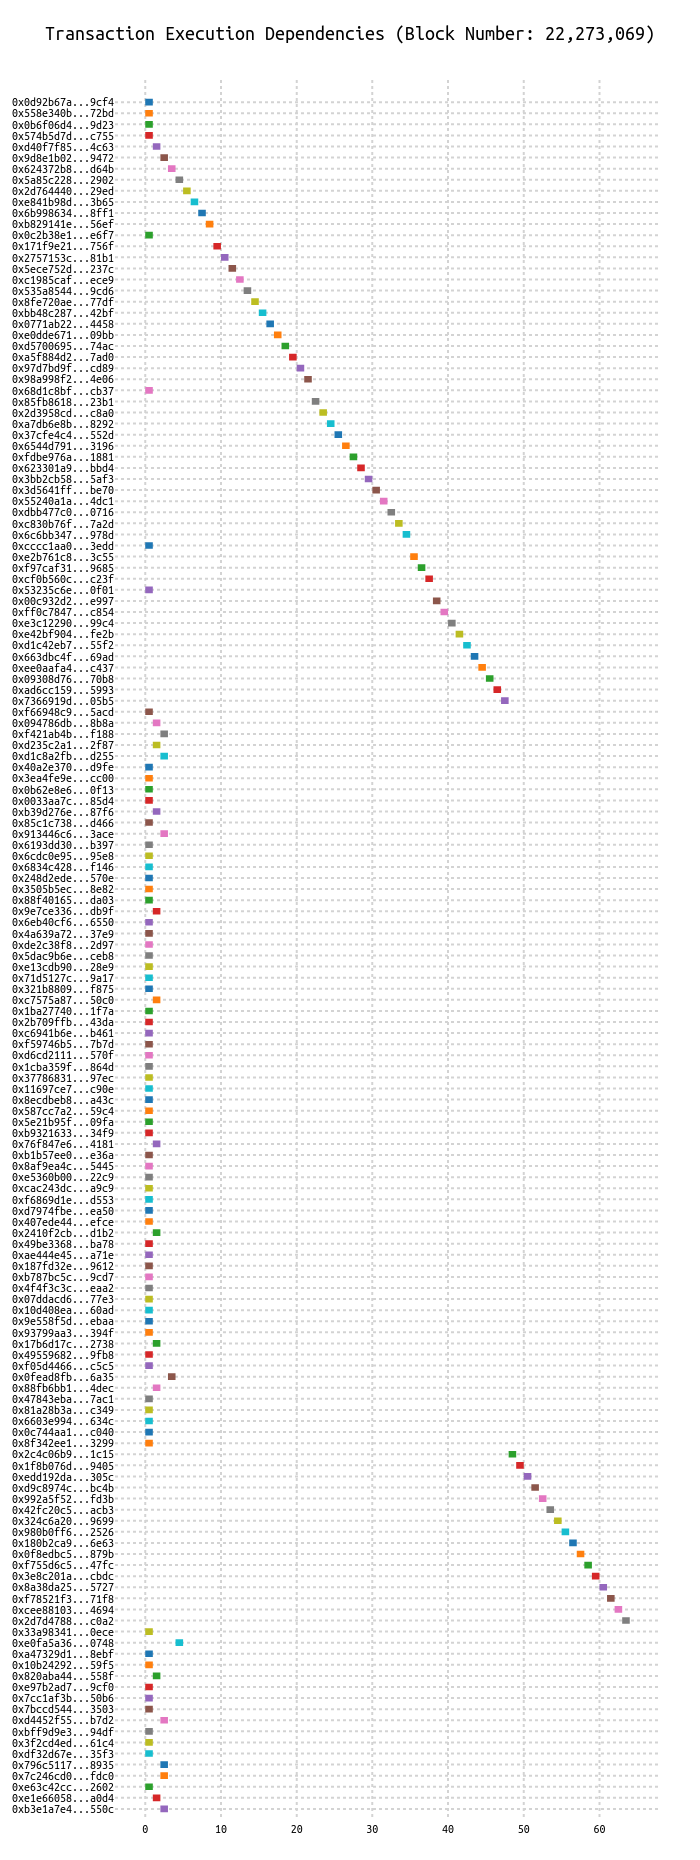 Transaction Execution Dependencies (Block Number: 22,273,069)
0x0d92b67a...9cf4
0x558e340b...72bd
0x0b6f06d4...9d23
0x574b5d7d...c755
0xd40f7f85...4c63
0x9d8e1b02...9472
0x624372b8...d64b
0x5a85c228...2902
0x2d764440...29ed
0xe841b98d...3b65
0x6b998634...8ff1
0xb829141e...56ef
0x0c2b38e1...e6f7
0x171f9e21...756f
0x2757153c...81b1
0x5ece752d...237c
0xc1985caf...ece9
0x535a8544...9cd6
0x8fe720ae...77df
0xbb48c287...42bf
0x0771ab22...4458
0xe0dde671...09bb
0xd5700695...74ac
0xa5f884d2...7ad0
0x97d7bd9f...cd89
0x98a998f2...4e06
0x68d1c8bf...cb37
0x85fb8618...23b1
0x2d3958cd...c8a0
0xa7db6e8b...8292
0x37cfe4c4...552d
0x6544d791...3196
0xfdbe976a...1881
0x623301a9...bbd4
0x3bb2cb58...5af3
0x3d5641ff...be70
0x55240a1a...4dc1
0xdbb477c0...0716
0xc830b76f...7a2d
0x6c6bb347...978d
0xcccc1aa0...3edd
0xe2b761c8...3c55
0xf97caf31...9685
0xcf0b560c...c23f
0x53235c6e...0f01
0x00c932d2...e997
0xff0c7847...c854
0xe3c12290...99c4
0xe42bf904...fe2b
0xd1c42eb7...55f2
0x663dbc4f...69ad
0xee0aafa4...c437
0x09308d76...70b8
0xad6cc159...5993
0x7366919d...05b5
0xf66948c9...5acd
0x094786db...8b8a
0xf421ab4b...f188
0xd235c2a1...2f87
0xd1c8a2fb...d255
0x40a2e370...d9fe
0x3ea4fe9e...cc00
0x0b62e8e6...0f13
0x0033aa7c...85d4
0xb39d276e...87f6
0x85c1c738...d466
0x913446c6...3ace
0x6193dd30...b397
0x6cdc0e95...95e8
0x6834c428...f146
0x248d2ede...570e
0x3505b5ec...8e82
0x88f40165...da03
0x9e7ce336...db9f
0x6eb40cf6...6550
0x4a639a72...37e9
0xde2c38f8...2d97
0x5dac9b6e...ceb8
0xe13cdb90...28e9
0x71d5127c...9a17
0x321b8809...f875
0xc7575a87...50c0
0x1ba27740...1f7a
0x2b709ffb...43da
0xc6941b6e...b461
0xf59746b5...7b7d
0xd6cd2111...570f
0x1cba359f...864d
0x37786831...97ec
0x11697ce7...c90e
0x8ecdbeb8...a43c
0x587cc7a2...59c4
0x5e21b95f...09fa
0xb9321633...34f9
0x76f847e6...4181
0xb1b57ee0...e36a
0x8af9ea4c...5445
0xe5360b00...22c9
0xcac243dc...a9c9
0xf6869d1e...d553
0xd7974fbe...ea50
0x407ede44...efce
0x2410f2cb...d1b2
0x49be3368...ba78
0xae444e45...a71e
0x187fd32e...9612
0xb787bc5c...9cd7
0x4f4f3c3c...eaa2
0x07ddacd6...77e3
0x10d408ea...60ad
0x9e558f5d...ebaa
0x93799aa3...394f
0x17b6d17c...2738
0x49559682...9fb8
0xf05d4466...c5c5
0x0fead8fb...6a35
0x88fb6bb1...4dec
0x47843eba...7ac1
0x81a28b3a...c349
0x6603e994...634c
0x0c744aa1...c040
0x8f342ee1...3299
0x2c4c06b9...1c15
0x1f8b076d...9405
0xedd192da...305c
0xd9c8974c...bc4b
0x992a5f52...fd3b
0x42fc20c5...acb3
0x324c6a20...9699
0x980b0ff6...2526
0x180b2ca9...6e63
0x0f8edbc5...879b
0xf755d6c5...47fc
0x3e8c201a...cbdc
0x8a38da25...5727
0xf78521f3...71f8
0xcee88103...4694
0x2d7d4788...c0a2
0x33a98341...0ece
0xe0fa5a36...0748
0xa47329d1...8ebf
0x10b24292...59f5
0x820aba44...558f
0xe97b2ad7...9cf0
0x7cc1af3b...50b6
0x7bccd544...3503
0xd4452f55...b7d2
0xbff9d9e3...94df
0x3f2cd4ed...61c4
0xdf32d67e...35f3
0x796c5117...8935
0x7c246cd0...fdc0
0xe63c42cc...2602
0xe1e66058...a0d4
0xb3e1a7e4...550c
0 10 20 30 40 50 60